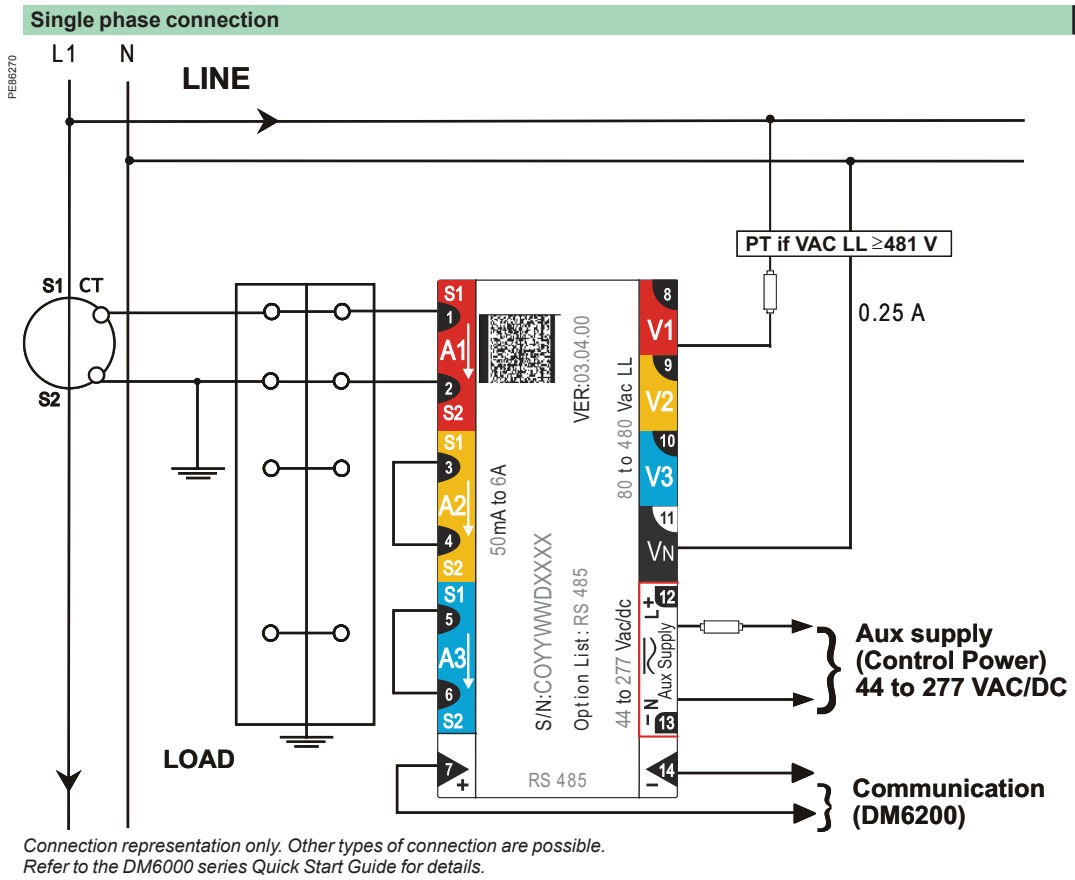 Single phase connection
PE86270
L1 N
LINE
PT if VAC LL ≥481 V
0.25 A
S1 CT
S2
S1
1
A1
2
S2
S1
3
A2
4
S2
S1
5
A3
6
S2
7
+
50mA to 6A
S/N:COYYWWDXXXX
VER:03.04.00
Option List: RS 485
80 to 480 Vac LL
44 to 277 Vac/dc
RS 485
8
V1
9
V2
10
V3
11
VN
12
L+
Aux Supply
– N
13
14
–
Aux supply
(Control Power)
44 to 277 VAC/DC
LOAD
Communication
(DM6200)
Connection representation only. Other types of connection are possible.
Refer to the DM6000 series Quick Start Guide for details.